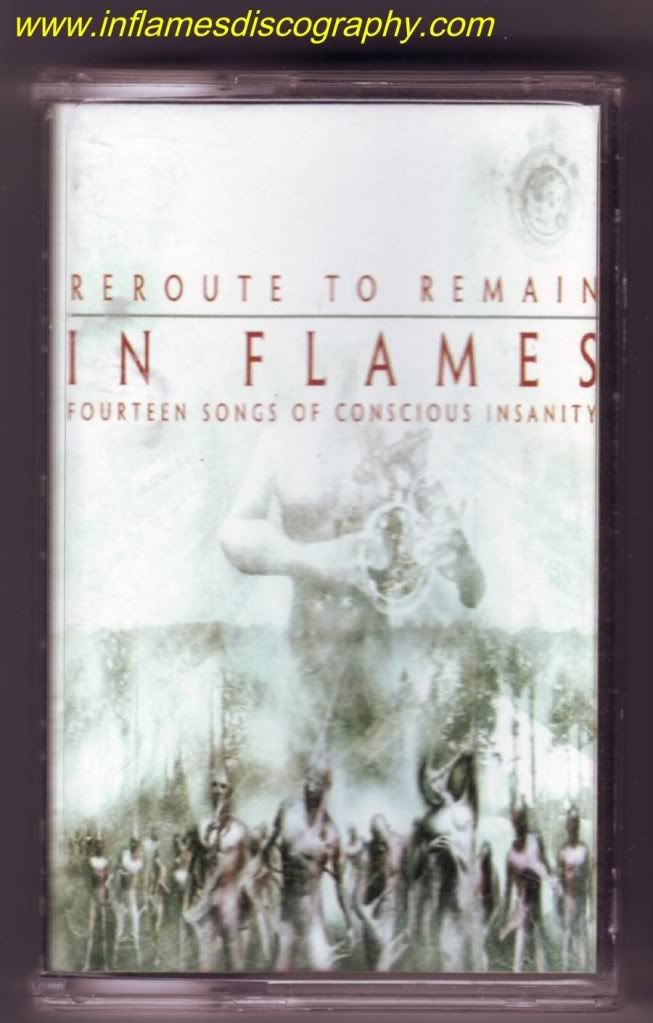 www.inflamesdiscography.com
REROUTE TO REMAIN
IN FLAMES
FOURTEEN SONGS OF CONSCIOUS INSANITY